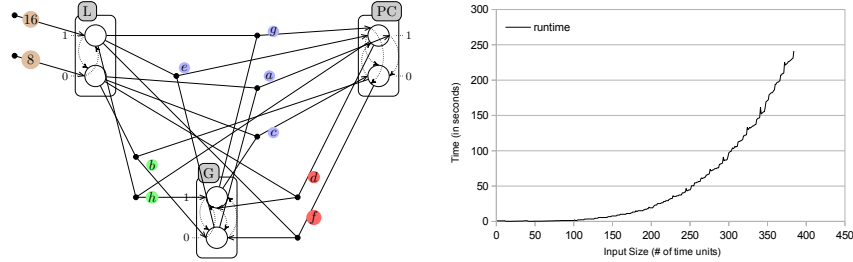 L
PC
16
1
g
1
8
0
e
a
0
c
b
G
d
h
1
f
0
300
250
200
150
100
50
0
Time (in seconds)
runtime
0 50 100 150 200 250 300 350 400 450
Input Size (# of time units)